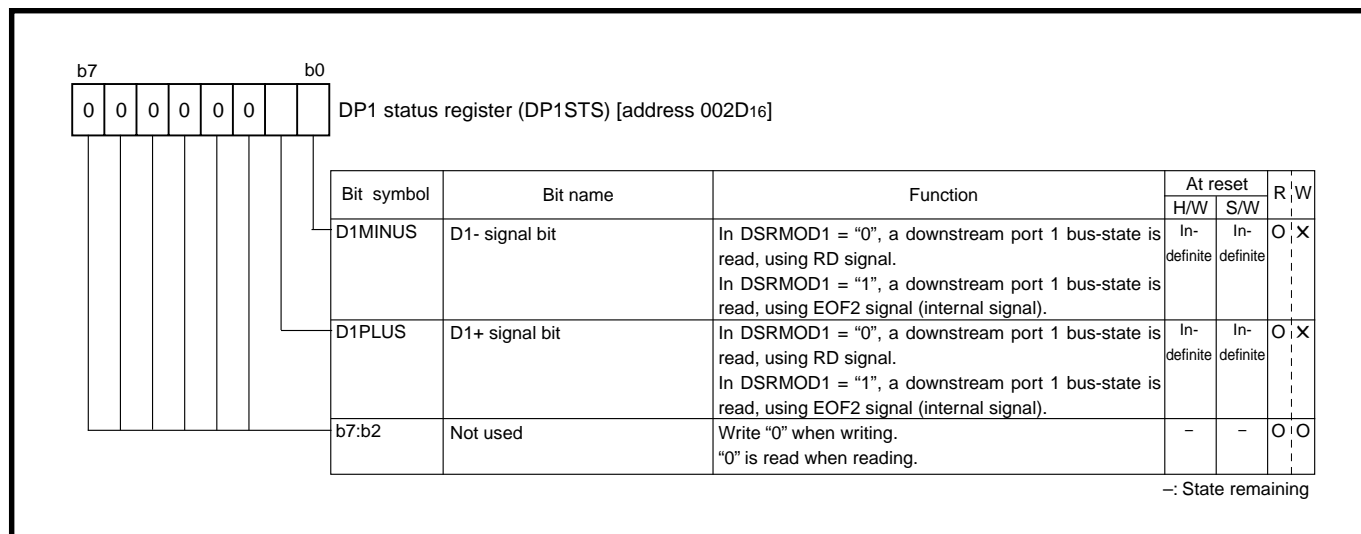 b7 b0
0 0 0 0 0 0
DP1 status register (DP1STS) [address 002D16]
Bit symbol Bit name Function At reset R W
H/W S/W
D1MINUS D1- signal bit In DSRMOD1 = “0”, a downstream port 1 bus-state is In- In- O ✕
read, using RD signal. definite definite
In DSRMOD1 = “1”, a downstream port 1 bus-state is
read, using EOF2 signal (internal signal).
D1PLUS D1+ signal bit In DSRMOD1 = “0”, a downstream port 1 bus-state is In- In- O ✕
read, using RD signal. definite definite
In DSRMOD1 = “1”, a downstream port 1 bus-state is
read, using EOF2 signal (internal signal).
b7:b2 Not used Write “0” when writing. – – O O
“0” is read when reading.
–: State remaining